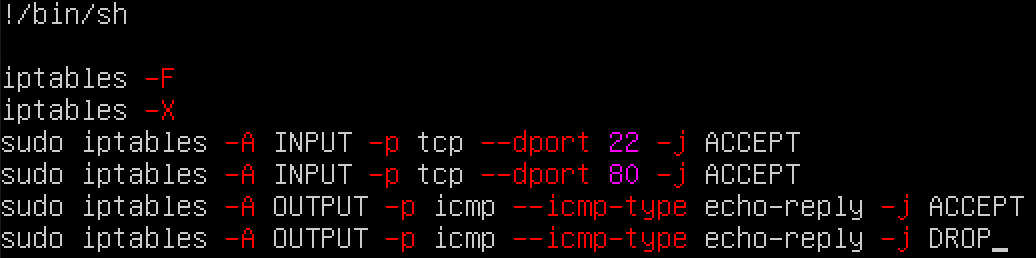 !/bin/sh
iptables -F
iptables -X
sudo iptables -A INPUT -p tcp --dport 22 -j ACCEPT
sudo iptables -A INPUT -p tcp --dport 80 -j ACCEPT
sudo iptables -A OUTPUT -p icmp --icmp-type echo-reply -j ACCEPT
sudo iptables -A OUTPUT -p icmp --icmp-type echo-reply -j DROP_